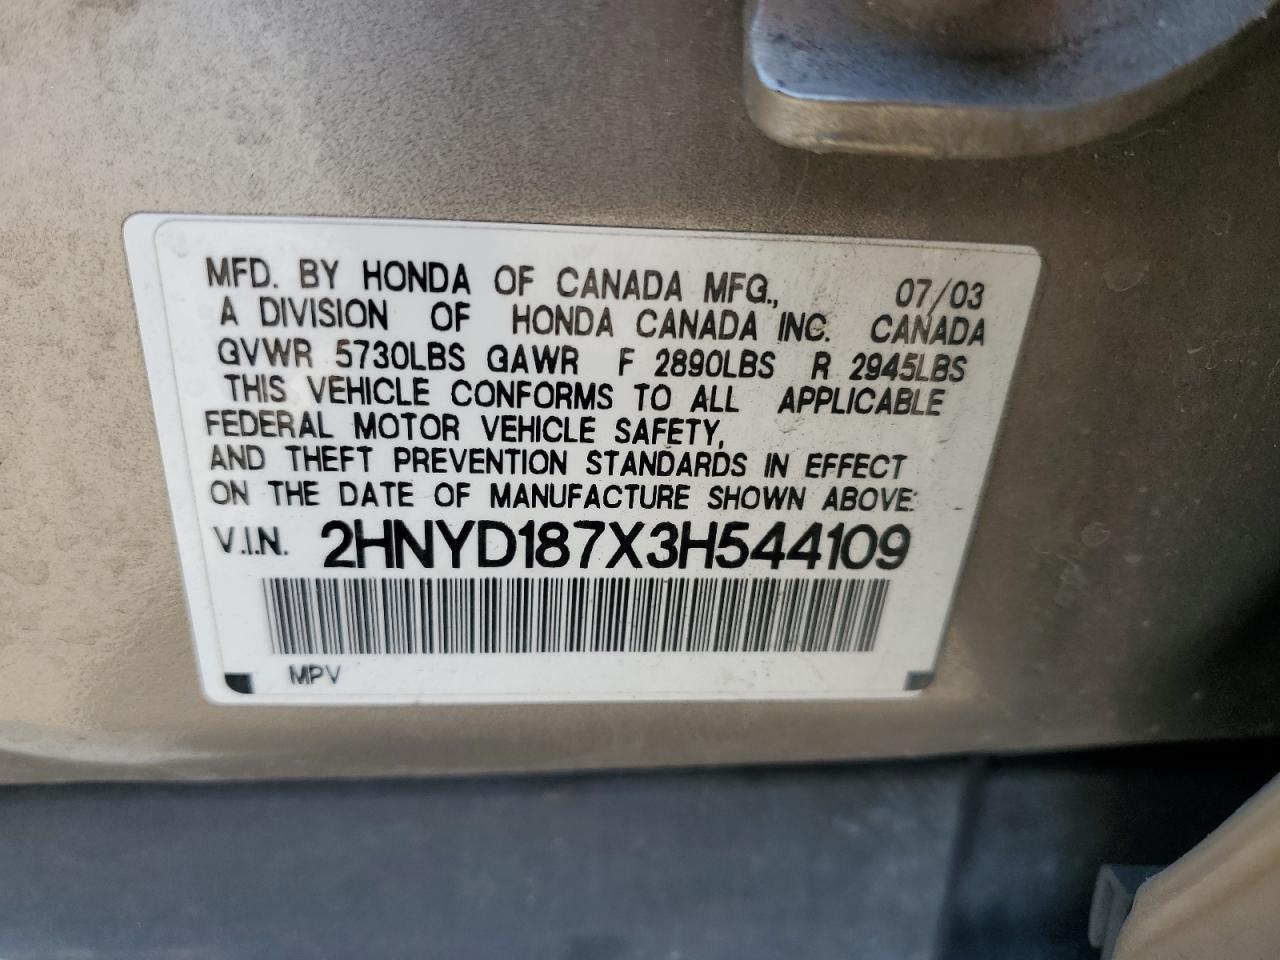 MFD. BY HONDA OF CANADA MFG., 07/03
A DIVISION OF HONDA CANADA INC. CANADA
GVWR 5730LBS GAWR F 2890LBS R 2945LBS
THIS VEHICLE CONFORMS TO ALL APPLICABLE
FEDERAL MOTOR VEHICLE SAFETY,
AND THEFT PREVENTION STANDARDS IN EFFECT
ON THE DATE OF MANUFACTURE SHOWN ABOVE.
V.I.N. 2HNYD187X3H544109
MPV